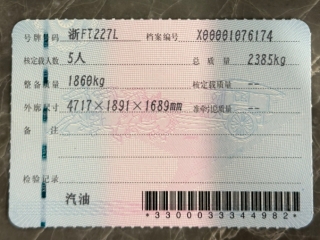 号牌号码 浙FT227L 档案编号 X00001076174
核定载人数 5人 总质量 2385kg
整备质量 1860kg 核定载质量 --
外廓尺寸 4717×1891×1689mm 准牵引总质量 --
备注
检验记录
汽油
*3300033344982*